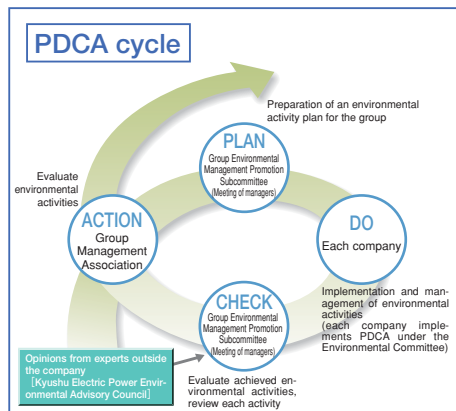 PDCA cycle
Preparation of an environmental
activity plan for the group
PLAN
Group Environmental
Management Promotion
Subcommittee
(Meeting of managers)
Evaluate
environmental
activities
ACTION
Group
Management
Association
DO
Each company
Implementation and man-
agement of environmental
activities
(each company imple-
ments PDCA under the
Environmental Committee)
CHECK
Group Environmental
Management Promotion
Subcommittee
(Meeting of managers)
Opinions from experts outside
the company
[Kyushu Electric Power Envi-
ronmental Advisory Council]
Evaluate achieved en-
vironmental activities,
review each activity